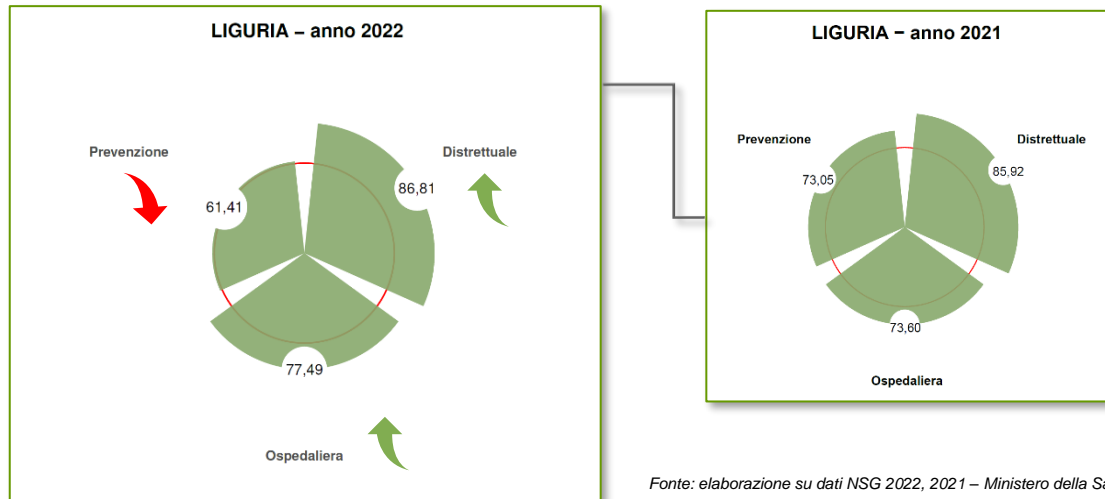 LIGURIA – anno 2022
Prevenzione
Distrettuale
86,81
61,41
77,49
Ospedaliera
LIGURIA – anno 2021
Prevenzione
Distrettuale
85,92
73,05
73,60
Ospedaliera
Fonte: elaborazione su dati NSG 2022, 2021 – Ministero della